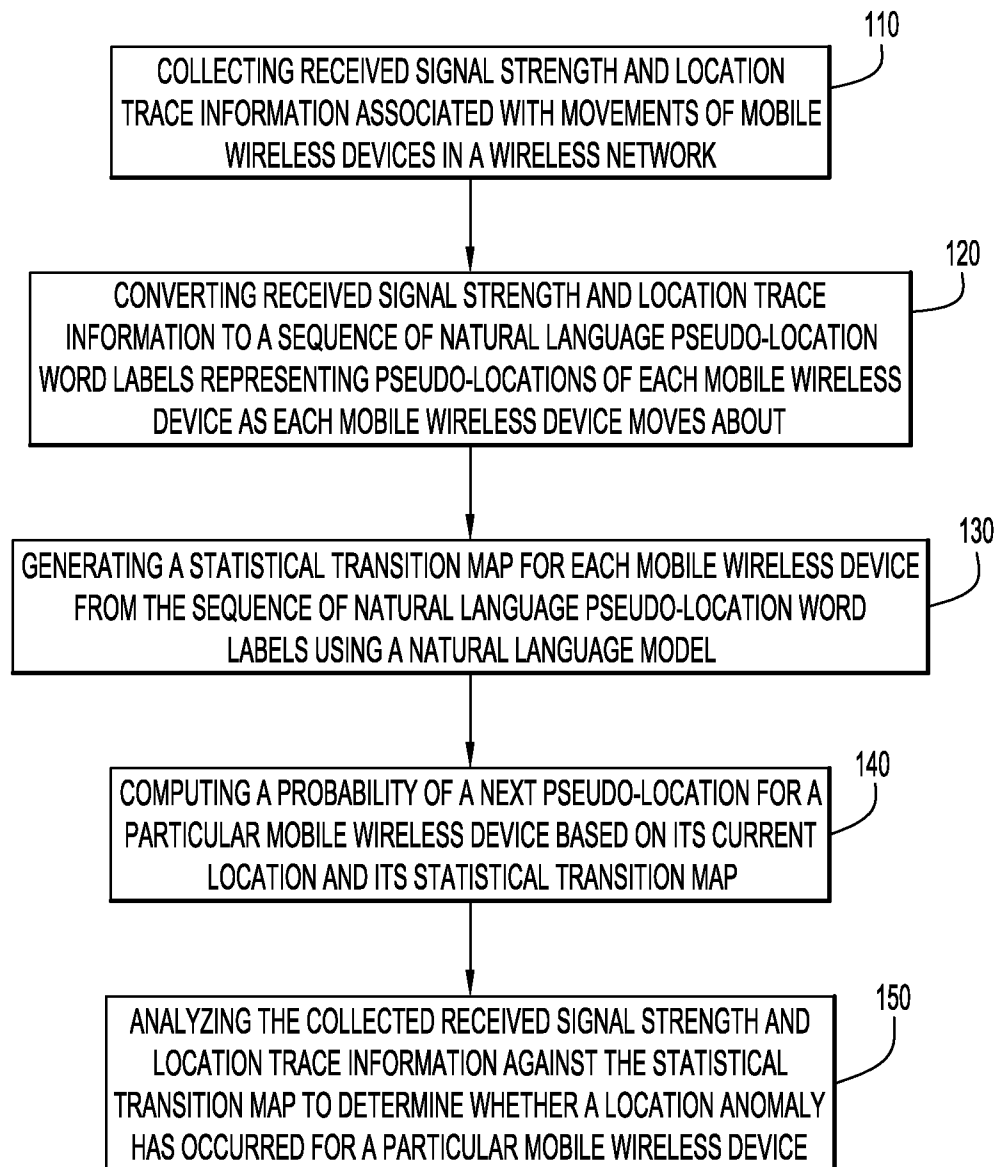 110
COLLECTING RECEIVED SIGNAL STRENGTH AND LOCATION
TRACE INFORMATION ASSOCIATED WITH MOVEMENTS OF MOBILE
WIRELESS DEVICES IN A WIRELESS NETWORK
120
CONVERTING RECEIVED SIGNAL STRENGTH AND LOCATION TRACE
INFORMATION TO A SEQUENCE OF NATURAL LANGUAGE PSEUDO-LOCATION
WORD LABELS REPRESENTING PSEUDO-LOCATIONS OF EACH MOBILE WIRELESS
DEVICE AS EACH MOBILE WIRELESS DEVICE MOVES ABOUT
130
GENERATING A STATISTICAL TRANSITION MAP FOR EACH MOBILE WIRELESS DEVICE
FROM THE SEQUENCE OF NATURAL LANGUAGE PSEUDO-LOCATION WORD
LABELS USING A NATURAL LANGUAGE MODEL
140
COMPUTING A PROBABILITY OF A NEXT PSEUDO-LOCATION FOR A
PARTICULAR MOBILE WIRELESS DEVICE BASED ON ITS CURRENT
LOCATION AND ITS STATISTICAL TRANSITION MAP
150
ANALYZING THE COLLECTED RECEIVED SIGNAL STRENGTH AND
LOCATION TRACE INFORMATION AGAINST THE STATISTICAL
TRANSITION MAP TO DETERMINE WHETHER A LOCATION ANOMALY
HAS OCCURRED FOR A PARTICULAR MOBILE WIRELESS DEVICE